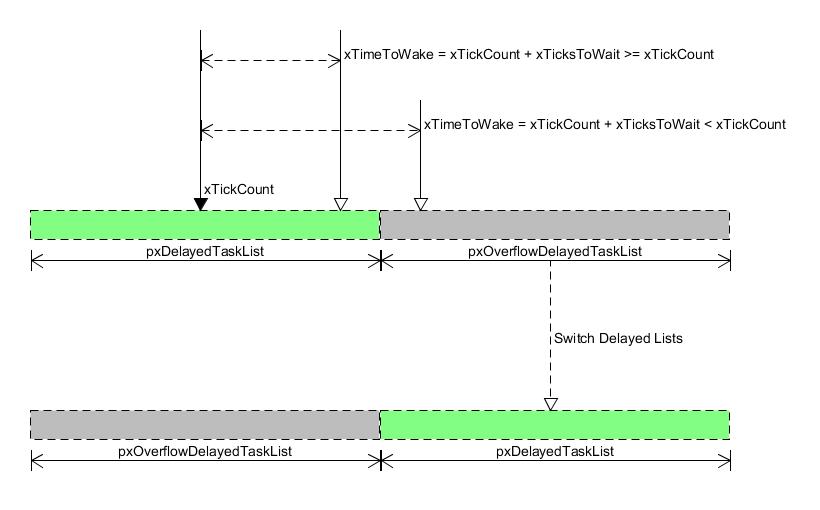 xTimeToWake = xTickCount + xTicksToWait >= xTickCount
xTimeToWake = xTickCount + xTicksToWait < xTickCount
xTickCount
pxDelayedTaskList
pxOverflowDelayedTaskList
Switch Delayed Lists
pxOverflowDelayedTaskList
pxDelayedTaskList